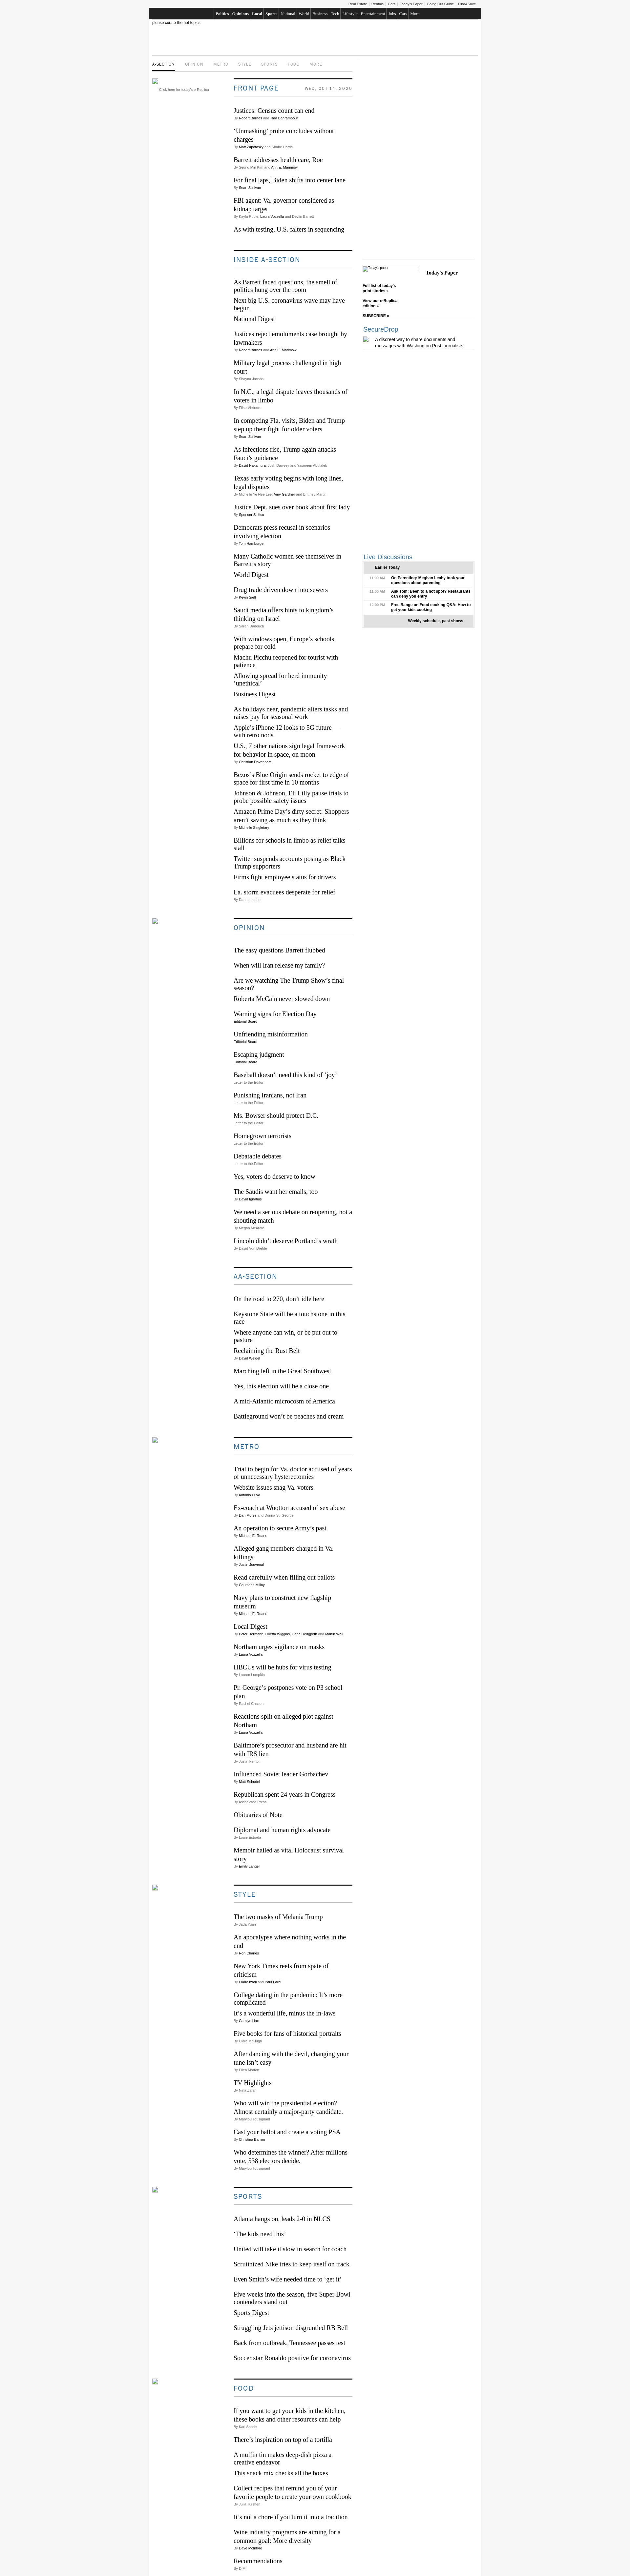 Real Estate Rentals Cars Today's Paper Going Out Guide Find&Save
Politics Opinions Local Sports National World Business Tech Lifestyle Entertainment Jobs Cars More
please curate the hot topics
A-SECTION OPINION METRO STYLE SPORTS FOOD MORE
Click here for today's e-Replica
FRONT PAGE
WED, OCT 14, 2020
Justices: Census count can end
By Robert Barnes and Tara Bahrampour
‘Unmasking’ probe concludes without
charges
By Matt Zapotosky and Shane Harris
Barrett addresses health care, Roe
By Seung Min Kim and Ann E. Marimow
For final laps, Biden shifts into center lane
By Sean Sullivan
FBI agent: Va. governor considered as
kidnap target
By Kayla Ruble, Laura Vozzella and Devlin Barrett
As with testing, U.S. falters in sequencing
INSIDE A-SECTION
As Barrett faced questions, the smell of
politics hung over the room
Next big U.S. coronavirus wave may have
begun
National Digest
Justices reject emoluments case brought by
lawmakers
By Robert Barnes and Ann E. Marimow
Military legal process challenged in high
court
By Shayna Jacobs
In N.C., a legal dispute leaves thousands of
voters in limbo
By Elise Viebeck
In competing Fla. visits, Biden and Trump
step up their fight for older voters
By Sean Sullivan
As infections rise, Trump again attacks
Fauci’s guidance
By David Nakamura, Josh Dawsey and Yasmeen Abutaleb
Texas early voting begins with long lines,
legal disputes
By Michelle Ye Hee Lee, Amy Gardner and Brittney Martin
Justice Dept. sues over book about first lady
By Spencer S. Hsu
Democrats press recusal in scenarios
involving election
By Tom Hamburger
Many Catholic women see themselves in
Barrett’s story
World Digest
Drug trade driven down into sewers
By Kevin Sieff
Saudi media offers hints to kingdom’s
thinking on Israel
By Sarah Dadouch
With windows open, Europe’s schools
prepare for cold
Machu Picchu reopened for tourist with
patience
Allowing spread for herd immunity
‘unethical’
Business Digest
As holidays near, pandemic alters tasks and
raises pay for seasonal work
Apple’s iPhone 12 looks to 5G future —
with retro nods
U.S., 7 other nations sign legal framework
for behavior in space, on moon
By Christian Davenport
Bezos’s Blue Origin sends rocket to edge of
space for first time in 10 months
Johnson & Johnson, Eli Lilly pause trials to
probe possible safety issues
Amazon Prime Day’s dirty secret: Shoppers
aren’t saving as much as they think
By Michelle Singletary
Billions for schools in limbo as relief talks
stall
Twitter suspends accounts posing as Black
Trump supporters
Firms fight employee status for drivers
La. storm evacuees desperate for relief
By Dan Lamothe
OPINION
The easy questions Barrett flubbed
When will Iran release my family?
Are we watching The Trump Show’s final
season?
Roberta McCain never slowed down
Warning signs for Election Day
Editorial Board
Unfriending misinformation
Editorial Board
Escaping judgment
Editorial Board
Baseball doesn’t need this kind of ‘joy’
Letter to the Editor
Punishing Iranians, not Iran
Letter to the Editor
Ms. Bowser should protect D.C.
Letter to the Editor
Homegrown terrorists
Letter to the Editor
Debatable debates
Letter to the Editor
Yes, voters do deserve to know
The Saudis want her emails, too
By David Ignatius
We need a serious debate on reopening, not a
shouting match
By Megan McArdle
Lincoln didn’t deserve Portland’s wrath
By David Von Drehle
AA-SECTION
On the road to 270, don’t idle here
Keystone State will be a touchstone in this
race
Where anyone can win, or be put out to
pasture
Reclaiming the Rust Belt
By David Weigel
Marching left in the Great Southwest
Yes, this election will be a close one
A mid-Atlantic microcosm of America
Battleground won’t be peaches and cream
METRO
Trial to begin for Va. doctor accused of years
of unnecessary hysterectomies
Website issues snag Va. voters
By Antonio Olivo
Ex-coach at Wootton accused of sex abuse
By Dan Morse and Donna St. George
An operation to secure Army’s past
By Michael E. Ruane
Alleged gang members charged in Va.
killings
By Justin Jouvenal
Read carefully when filling out ballots
By Courtland Milloy
Navy plans to construct new flagship
museum
By Michael E. Ruane
Local Digest
By Peter Hermann, Ovetta Wiggins, Dana Hedgpeth and Martin Weil
Northam urges vigilance on masks
By Laura Vozzella
HBCUs will be hubs for virus testing
By Lauren Lumpkin
Pr. George’s postpones vote on P3 school
plan
By Rachel Chason
Reactions split on alleged plot against
Northam
By Laura Vozzella
Baltimore’s prosecutor and husband are hit
with IRS lien
By Justin Fenton
Influenced Soviet leader Gorbachev
By Matt Schudel
Republican spent 24 years in Congress
By Associated Press
Obituaries of Note
Diplomat and human rights advocate
By Louie Estrada
Memoir hailed as vital Holocaust survival
story
By Emily Langer
STYLE
The two masks of Melania Trump
By Jada Yuan
An apocalypse where nothing works in the
end
By Ron Charles
New York Times reels from spate of
criticism
By Elahe Izadi and Paul Farhi
College dating in the pandemic: It’s more
complicated
It’s a wonderful life, minus the in-laws
By Carolyn Hax
Five books for fans of historical portraits
By Clare McHugh
After dancing with the devil, changing your
tune isn’t easy
By Ellen Morton
TV Highlights
By Nina Zafar
Who will win the presidential election?
Almost certainly a major-party candidate.
By Marylou Tousignant
Cast your ballot and create a voting PSA
By Christina Barron
Who determines the winner? After millions
vote, 538 electors decide.
By Marylou Tousignant
SPORTS
Atlanta hangs on, leads 2-0 in NLCS
‘The kids need this’
United will take it slow in search for coach
Scrutinized Nike tries to keep itself on track
Even Smith’s wife needed time to ‘get it’
Five weeks into the season, five Super Bowl
contenders stand out
Sports Digest
Struggling Jets jettison disgruntled RB Bell
Back from outbreak, Tennessee passes test
Soccer star Ronaldo positive for coronavirus
FOOD
If you want to get your kids in the kitchen,
these books and other resources can help
By Kari Sonde
There’s inspiration on top of a tortilla
A muffin tin makes deep-dish pizza a
creative endeavor
This snack mix checks all the boxes
Collect recipes that remind you of your
favorite people to create your own cookbook
By Julia Turshen
It’s not a chore if you turn it into a tradition
Wine industry programs are aiming for a
common goal: More diversity
By Dave McIntyre
Recommendations
By D.M.
Today's paper
Today's Paper
Full list of today's
print stories »
View our e-Replica
edition »
SUBSCRIBE »
SecureDrop
A discreet way to share documents and
messages with Washington Post journalists
Live Discussions
Earlier Today
11:30 AM On Parenting: Meghan Leahy took your
questions about parenting
11:00 AM Ask Tom: Been to a hot spot? Restaurants
can deny you entry
12:00 PM Free Range on Food cooking Q&A: How to
get your kids cooking
Weekly schedule, past shows